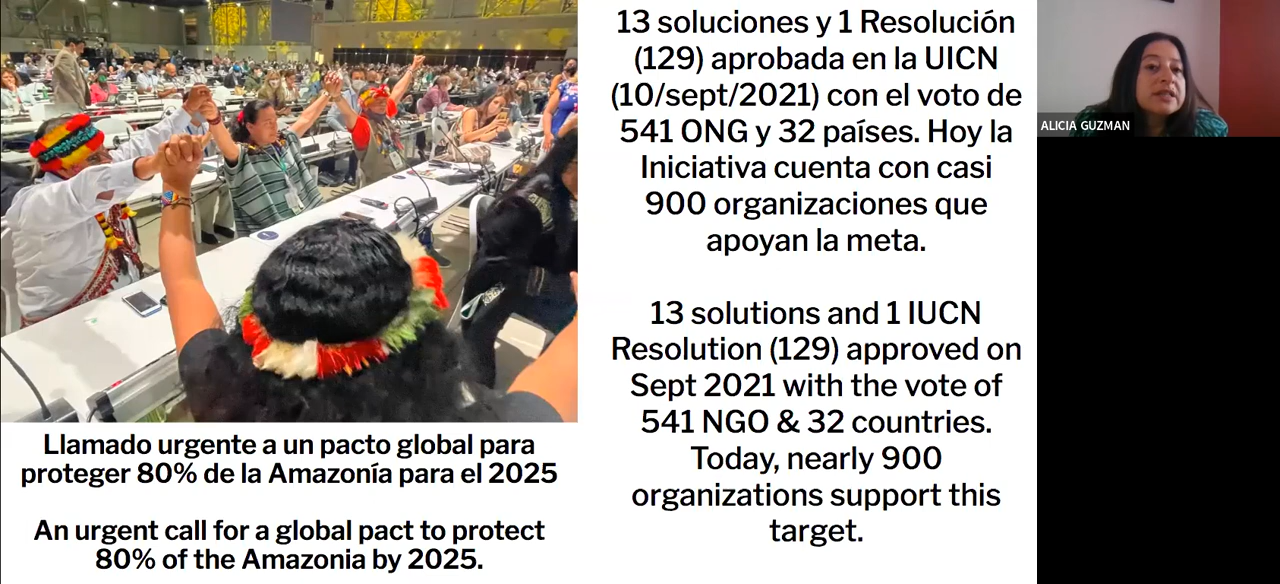 Llamado urgente a un pacto global para
proteger 80% de la Amazonía para el 2025
An urgent call for a global pact to protect
80% of the Amazonia by 2025.
13 soluciones y 1 Resolución
(129) aprobada en la UICN
(10/sept/2021) con el voto de
541 ONG y 32 países. Hoy la
Iniciativa cuenta con casi
900 organizaciones que
apoyan la meta.
13 solutions and 1 IUCN
Resolution (129) approved on
Sept 2021 with the vote of
541 NGO & 32 countries.
Today, nearly 900
organizations support this
target.
ALICIA GUZMAN